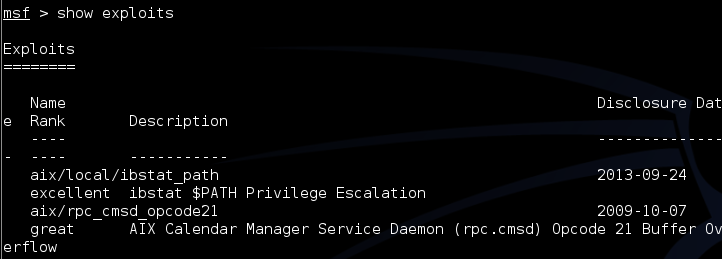 msf > show exploits
Exploits
========
Name Disclosure Dat
e Rank Description
---- --------------
- ---- -----------
aix/local/ibstat_path 2013-09-24
excellent ibstat $PATH Privilege Escalation
aix/rpc_cmsd_opcode21 2009-10-07
great AIX Calendar Manager Service Daemon (rpc.cmsd) Opcode 21 Buffer Ov
erflow